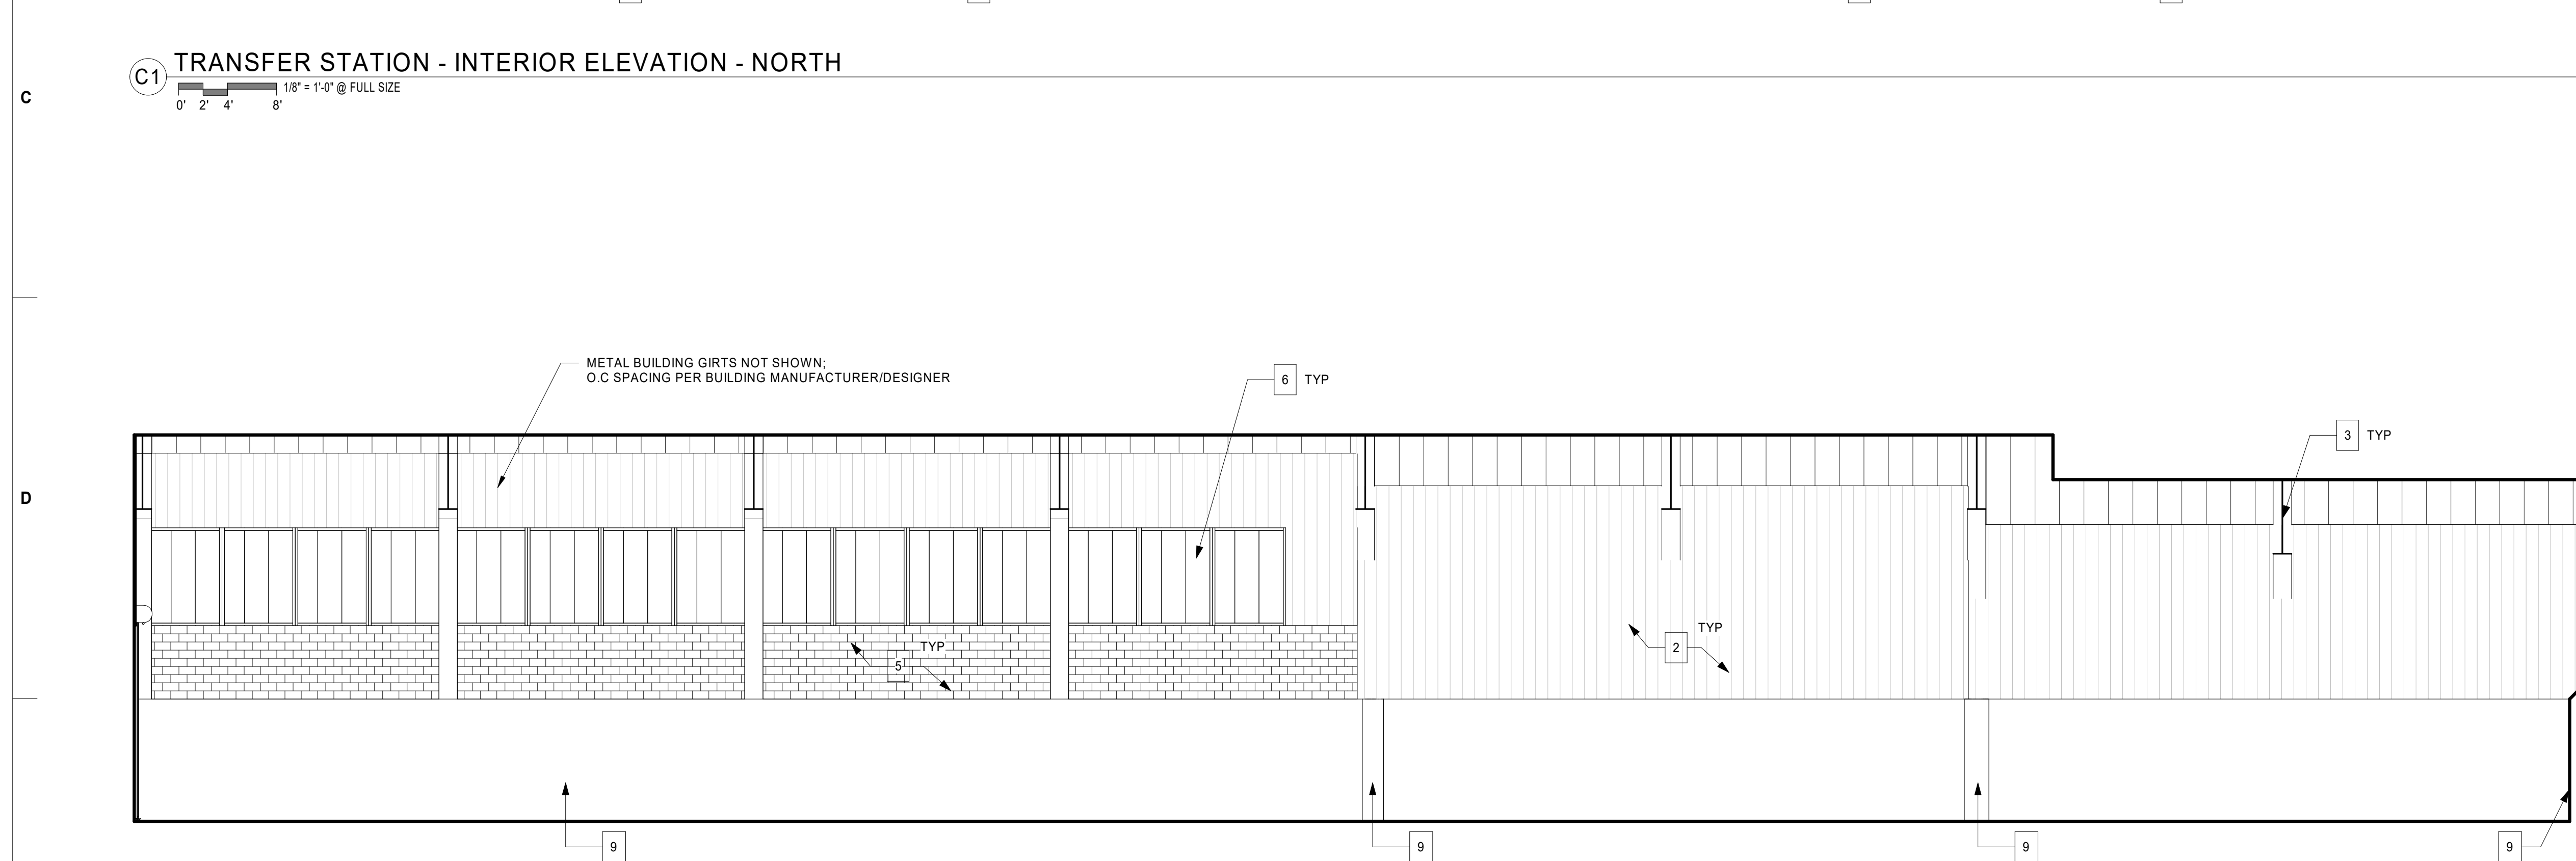 C1
TRANSFER STATION - INTERIOR ELEVATION - NORTH
1/8" = 1'-0" @ FULL SIZE
0' 2' 4' 8'
C
METAL BUILDING GIRTS NOT SHOWN;
O.C SPACING PER BUILDING MANUFACTURER/DESIGNER
6 TYP
3 TYP
D
TYP
5
TYP
2
9
9
9
9